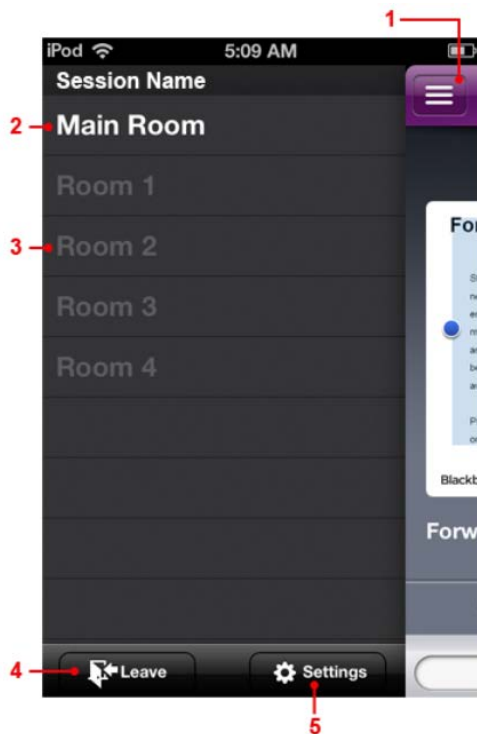 1
iPod 5:09 AM
Session Name
2 Main Room
Room 1
3 Room 2
Room 3
Room 4
Blackb
Forw
4 Leave Settings
5